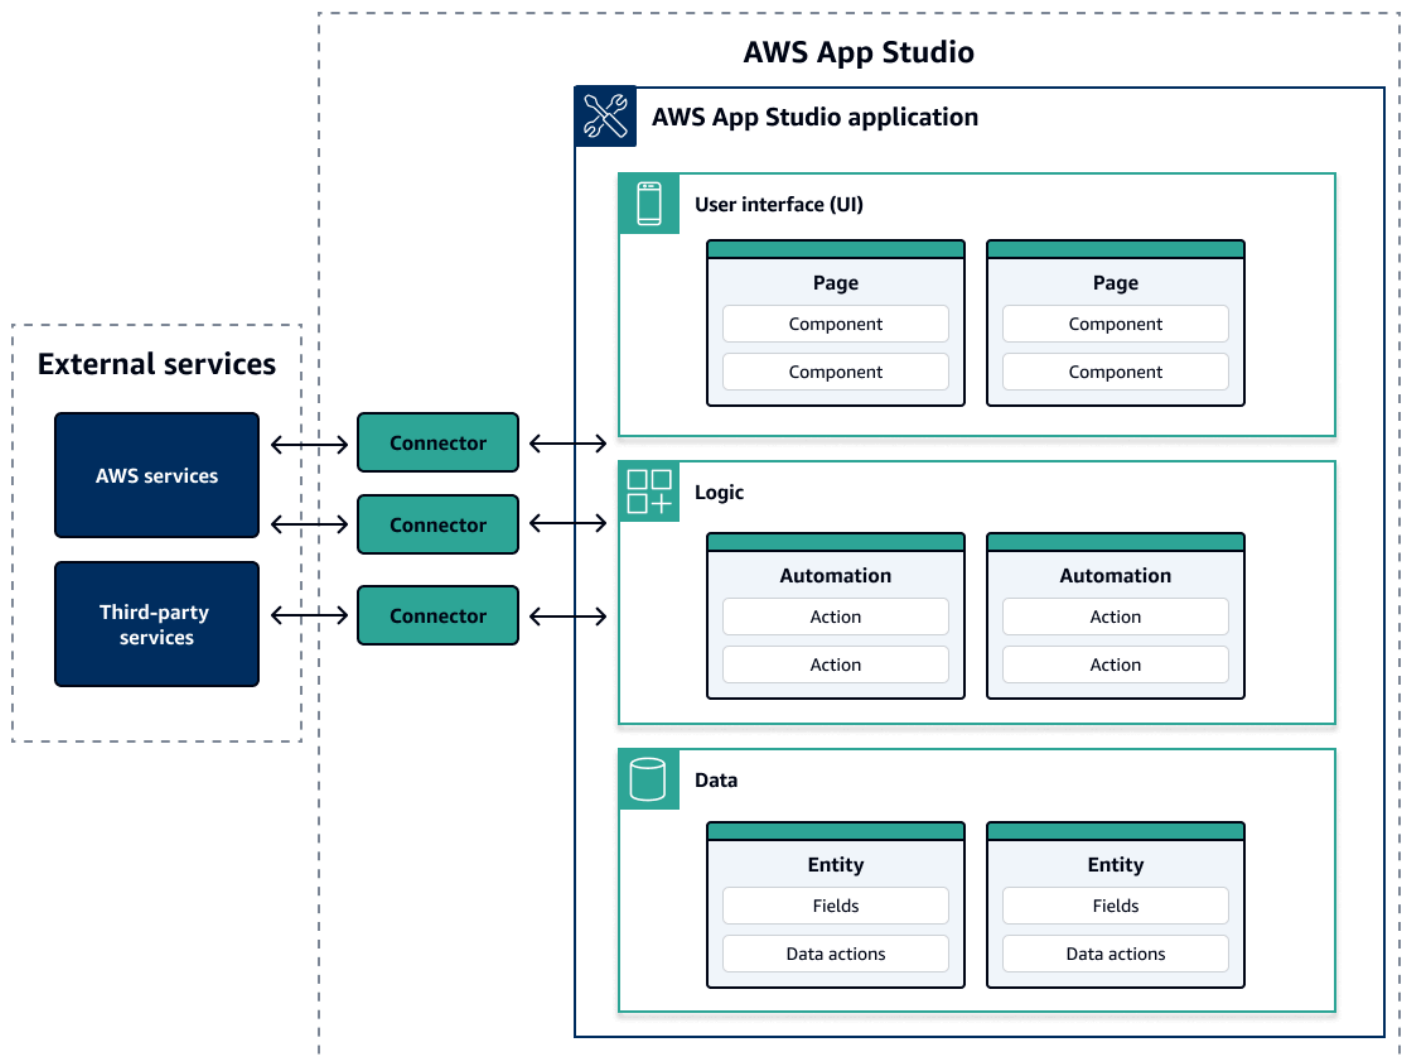 AWS App Studio
AWS App Studio application
User interface (UI)
Page
Component
Component
Page
Component
Component
External services
AWS services
Third-party
services
Connector
Connector
Connector
Logic
Automation
Action
Action
Automation
Action
Action
Data
Entity
Fields
Data actions
Entity
Fields
Data actions